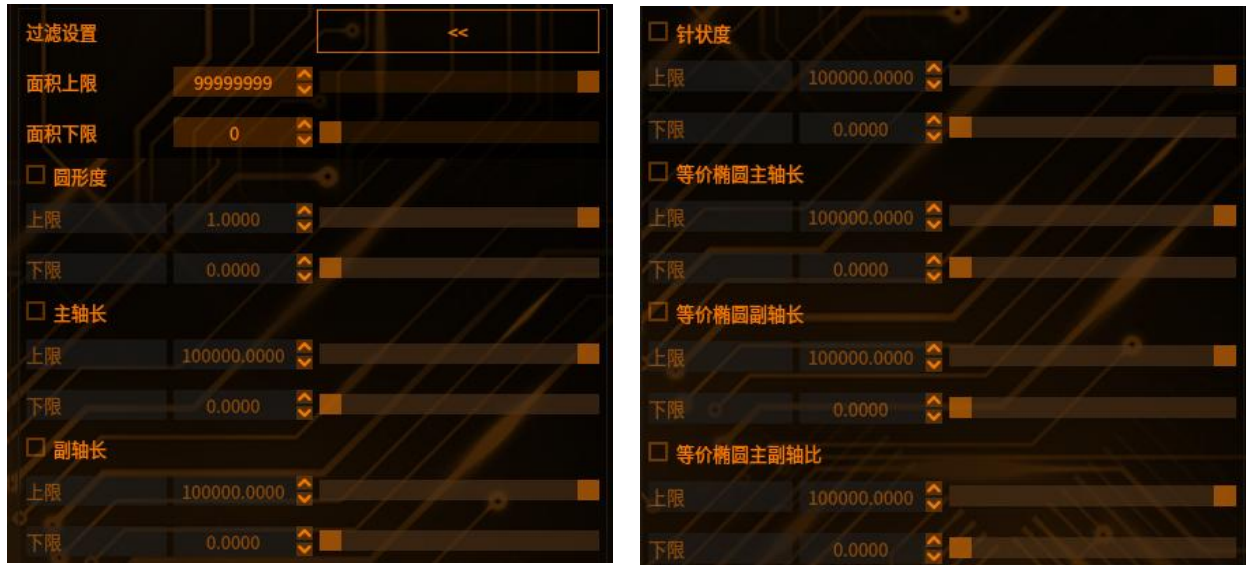 过滤设置 <<
面积上限 99999999
面积下限 0
圆形度
上限 1.0000
下限 0.0000
主轴长
上限 100000.0000
下限 0.0000
副轴长
上限 100000.0000
下限 0.0000
针状度
上限 100000.0000
下限 0.0000
等价椭圆主轴长
上限 100000.0000
下限 0.0000
等价椭圆副轴长
上限 100000.0000
下限 0.0000
等价椭圆主副轴比
上限 100000.0000
下限 0.0000